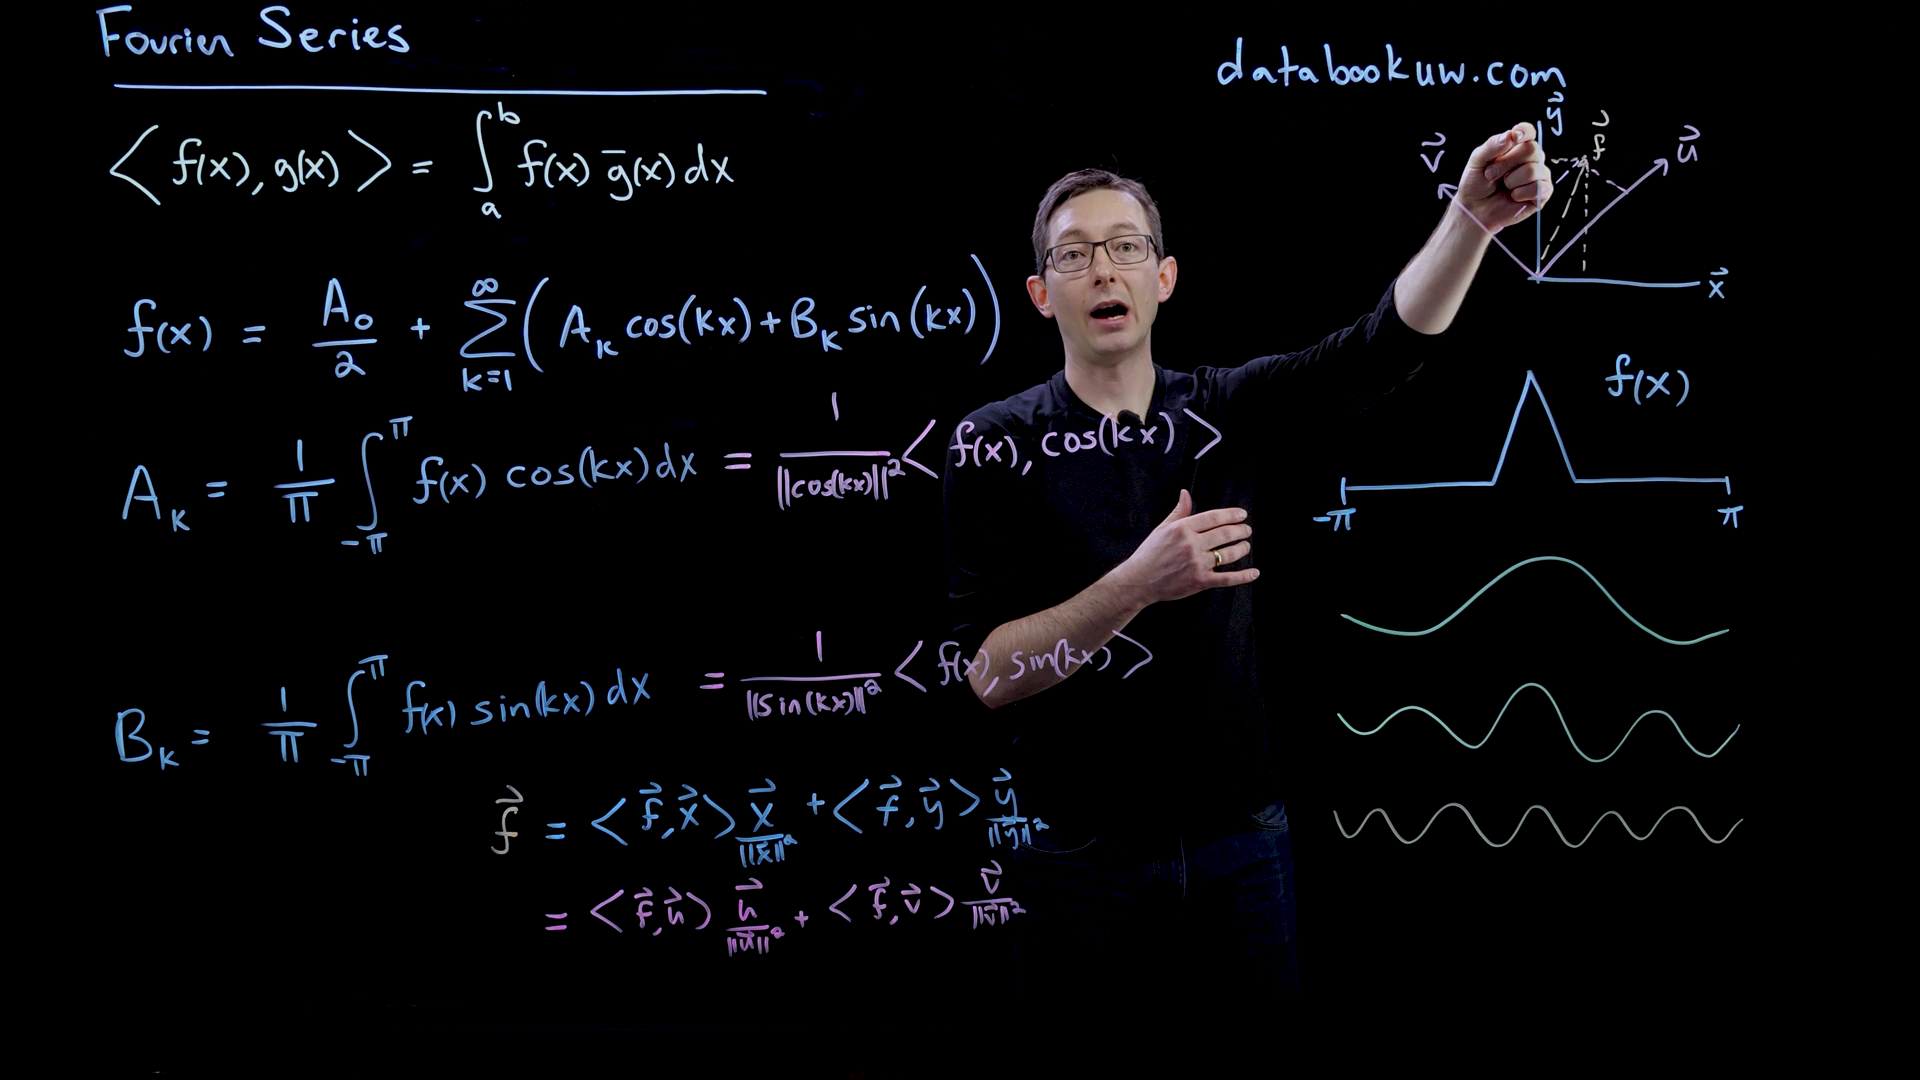 Fourier Series
databookuw.com
⟨f(x), g(x)⟩ = ∫_a^b f(x) g̅(x) dx
y⃗
f⃗
v⃗
u⃗
x⃗
f(x) = A₀/2 + Σ_{k=1}^{∞} (A_k cos(kx) + B_k sin(kx))
f(x)
A_k = 1/π ∫_{-π}^{π} f(x) cos(kx) dx = 1/||cos(kx)||² ⟨f(x), cos(kx)⟩
-π
π
B_k = 1/π ∫_{-π}^{π} f(x) sin(kx) dx = 1/||sin(kx)||² ⟨f(x), sin(kx)⟩
f⃗ = ⟨f⃗, x⃗⟩ x⃗/||x⃗||² + ⟨f⃗, y⃗⟩ y⃗/||y⃗||²
= ⟨f⃗, u⃗⟩ u⃗/||u⃗||² + ⟨f⃗, v⃗⟩ v⃗/||v⃗||²